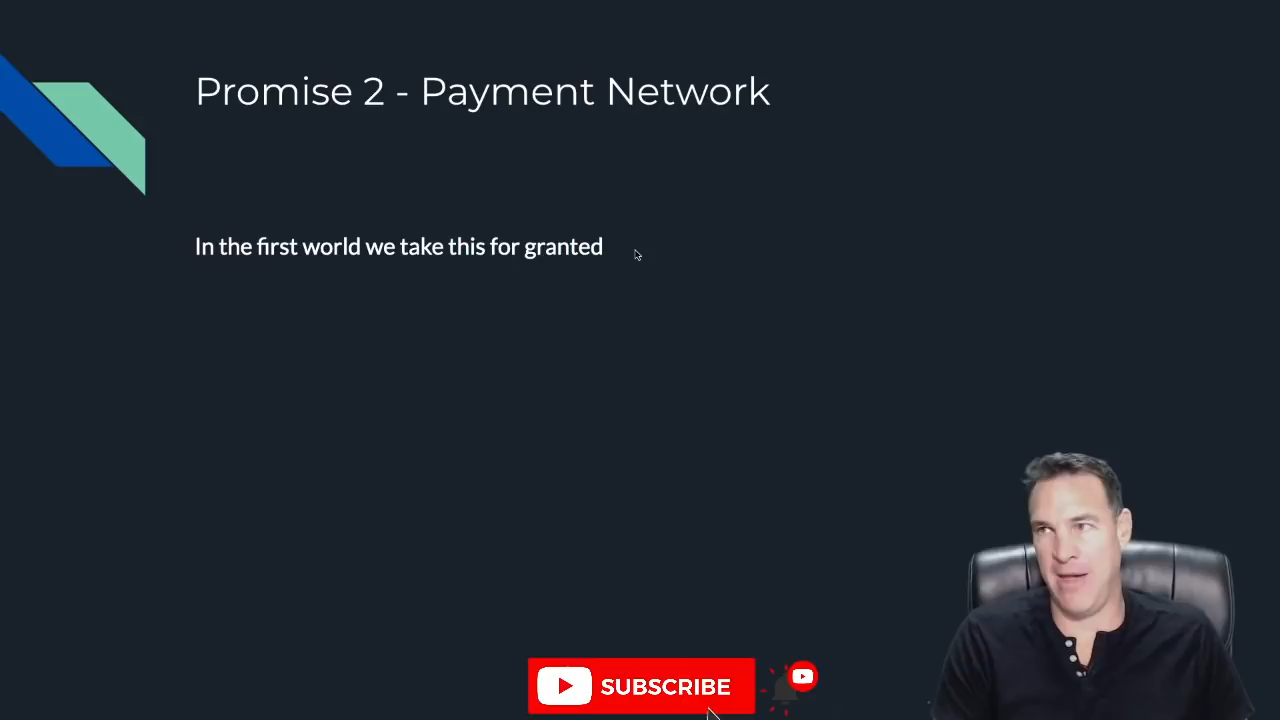 Promise 2 - Payment Network
In the first world we take this for granted
SUBSCRIBE